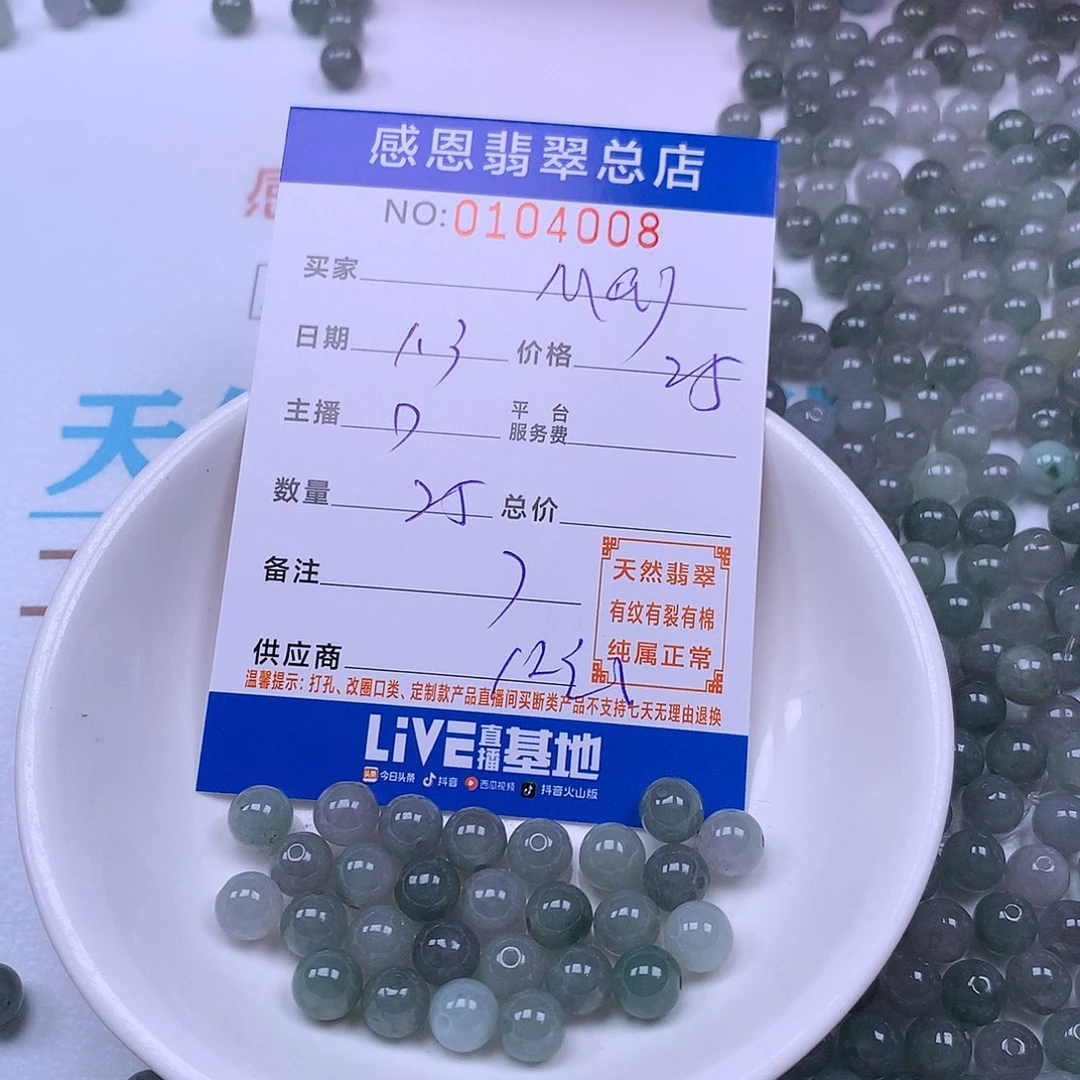 感恩翡翠总店
NO:0104008
买家 May
日期 1.3 价格 25
主播 D 平台服务费
数量 25 总价
备注
供应商
天然翡翠
有纹有裂有棉
纯属正常
温馨提示：打孔、改圈口类、定制款产品直播间买断类产品不支持七天无理由退换
LiVE直播基地
头条 今日头条 抖音 西瓜视频 抖音火山版
天